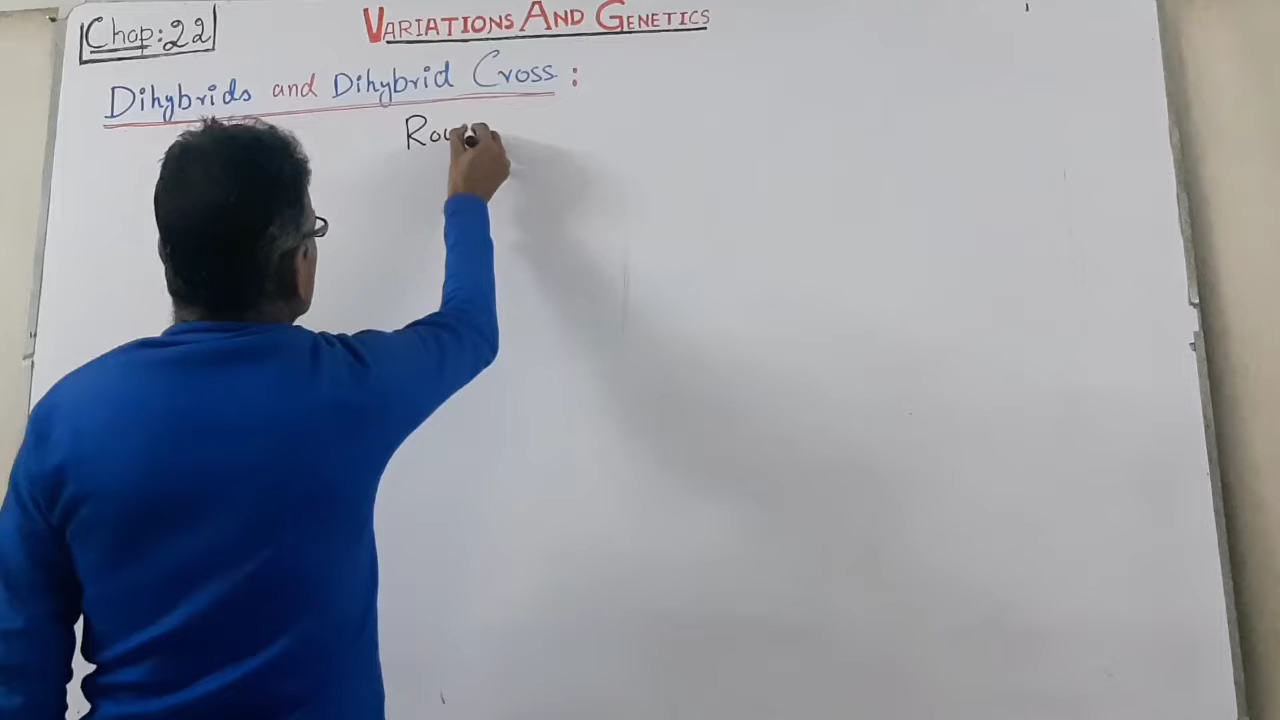 Chap: 22
VARIATIONS AND GENETICS
Dihybrids and Dihybrid Cross :
Rou